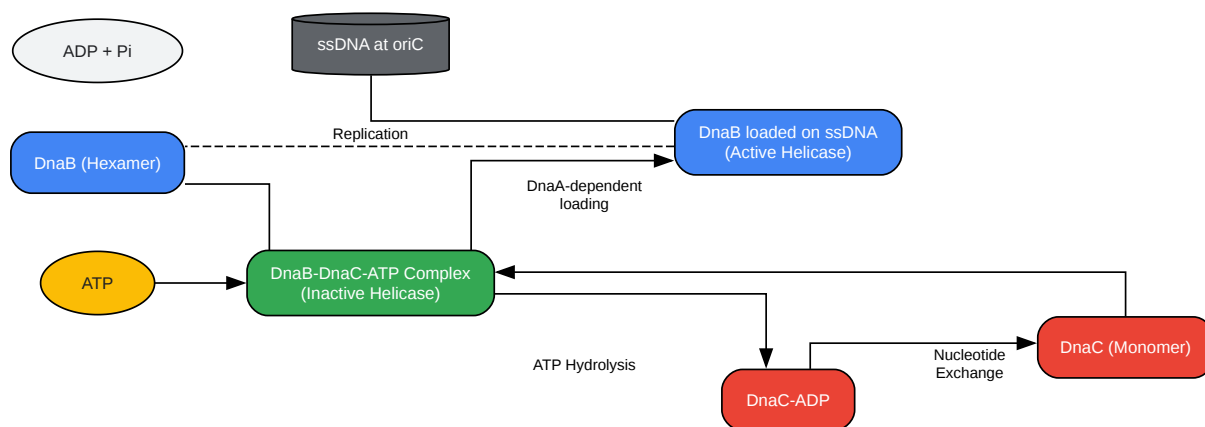 ADP + Pi
ssDNA at oriC
Replication
DnaB loaded on ssDNA
(Active Helicase)
DnaB (Hexamer)
DnaA-dependent
loading
ATP
DnaB-DnaC-ATP Complex
(Inactive Helicase)
ATP Hydrolysis
Nucleotide
Exchange
DnaC (Monomer)
DnaC-ADP